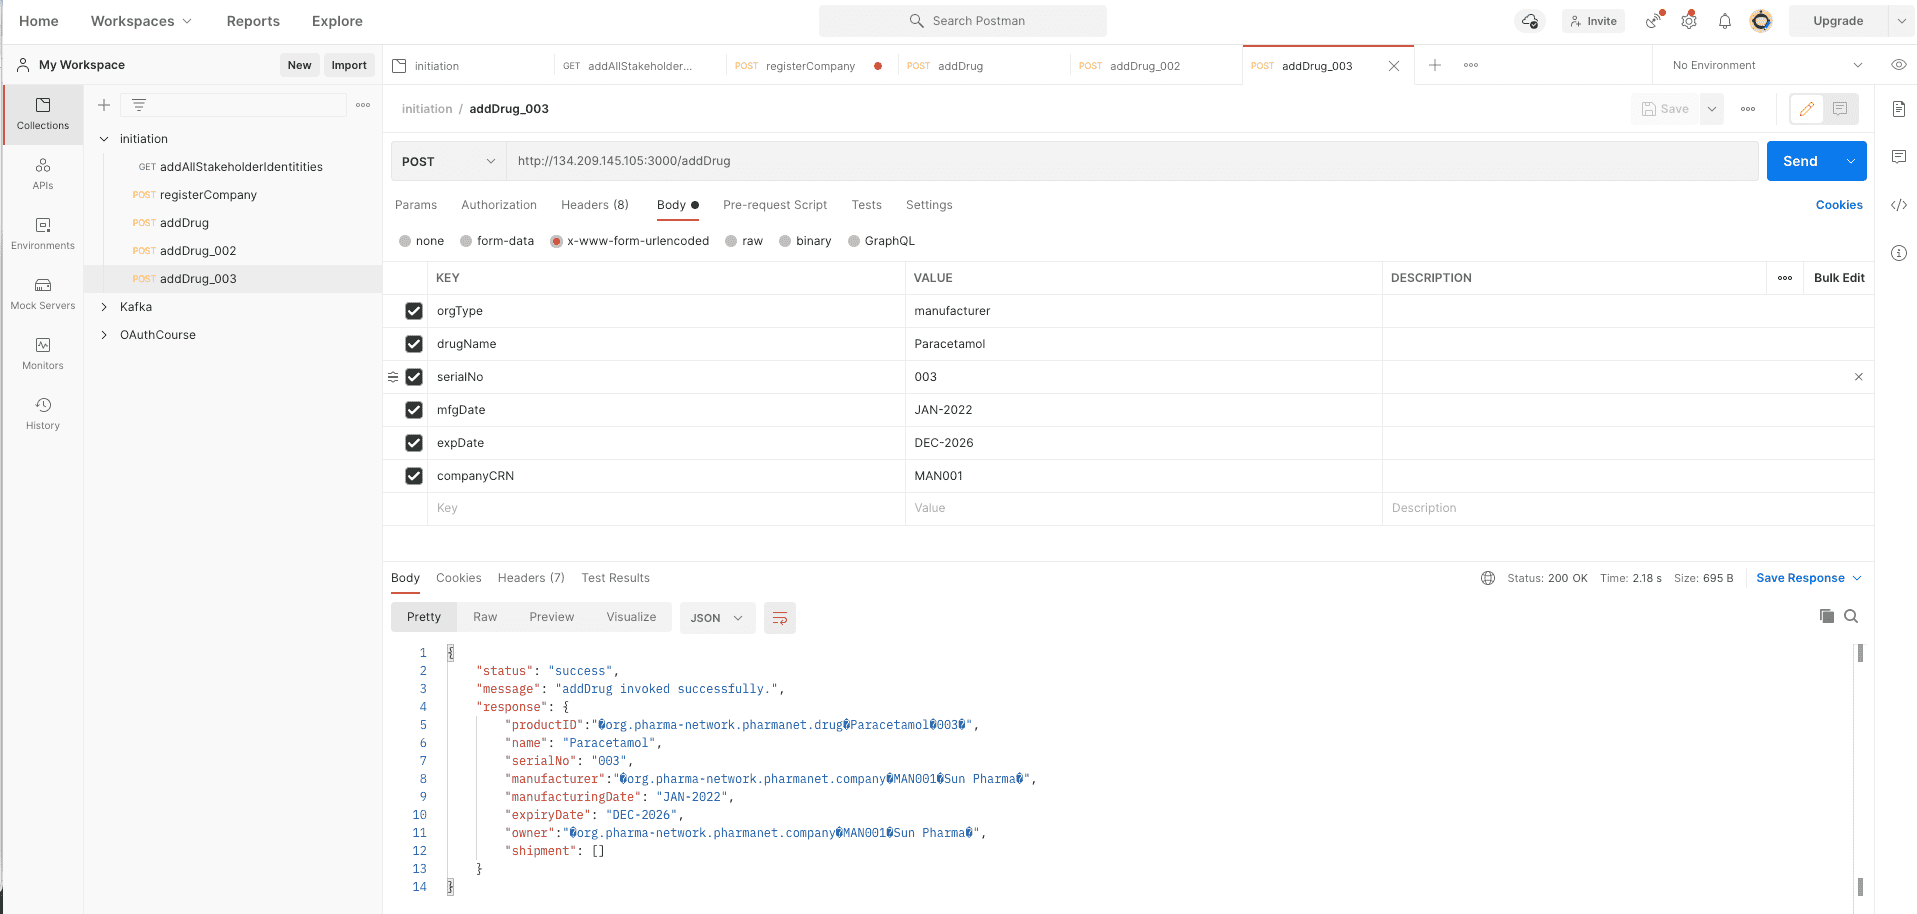 Home Workspaces Reports Explore Search Postman Invite Upgrade
My Workspace New Import initiation GET addAllStakeholder... POST registerCompany POST addDrug POST addDrug_002 POST addDrug_003 No Environment
Collections
APIs
Environments
Mock Servers
Monitors
History
initiation
GET addAllStakeholderIdentitities
POST registerCompany
POST addDrug
POST addDrug_002
POST addDrug_003
Kafka
OAuthCourse
initiation / addDrug_003 Save
POST http://134.209.145.105:3000/addDrug Send
Params Authorization Headers (8) Body Pre-request Script Tests Settings Cookies
none form-data x-www-form-urlencoded raw binary GraphQL
KEY VALUE DESCRIPTION Bulk Edit
orgType manufacturer
drugName Paracetamol
serialNo 003
mfgDate JAN-2022
expDate DEC-2026
companyCRN MAN001
Key Value Description
Body Cookies Headers (7) Test Results Status: 200 OK Time: 2.18 s Size: 695 B Save Response
Pretty Raw Preview Visualize JSON
1 {
2 "status": "success",
3 "message": "addDrug invoked successfully.",
4 "response": {
5 "productID":"�org.pharma-network.pharmanet.drug�Paracetamol�003�",
6 "name": "Paracetamol",
7 "serialNo": "003",
8 "manufacturer":"�org.pharma-network.pharmanet.company�MAN001�Sun Pharma�",
9 "manufacturingDate": "JAN-2022",
10 "expiryDate": "DEC-2026",
11 "owner":"�org.pharma-network.pharmanet.company�MAN001�Sun Pharma�",
12 "shipment": []
13 }
14 }